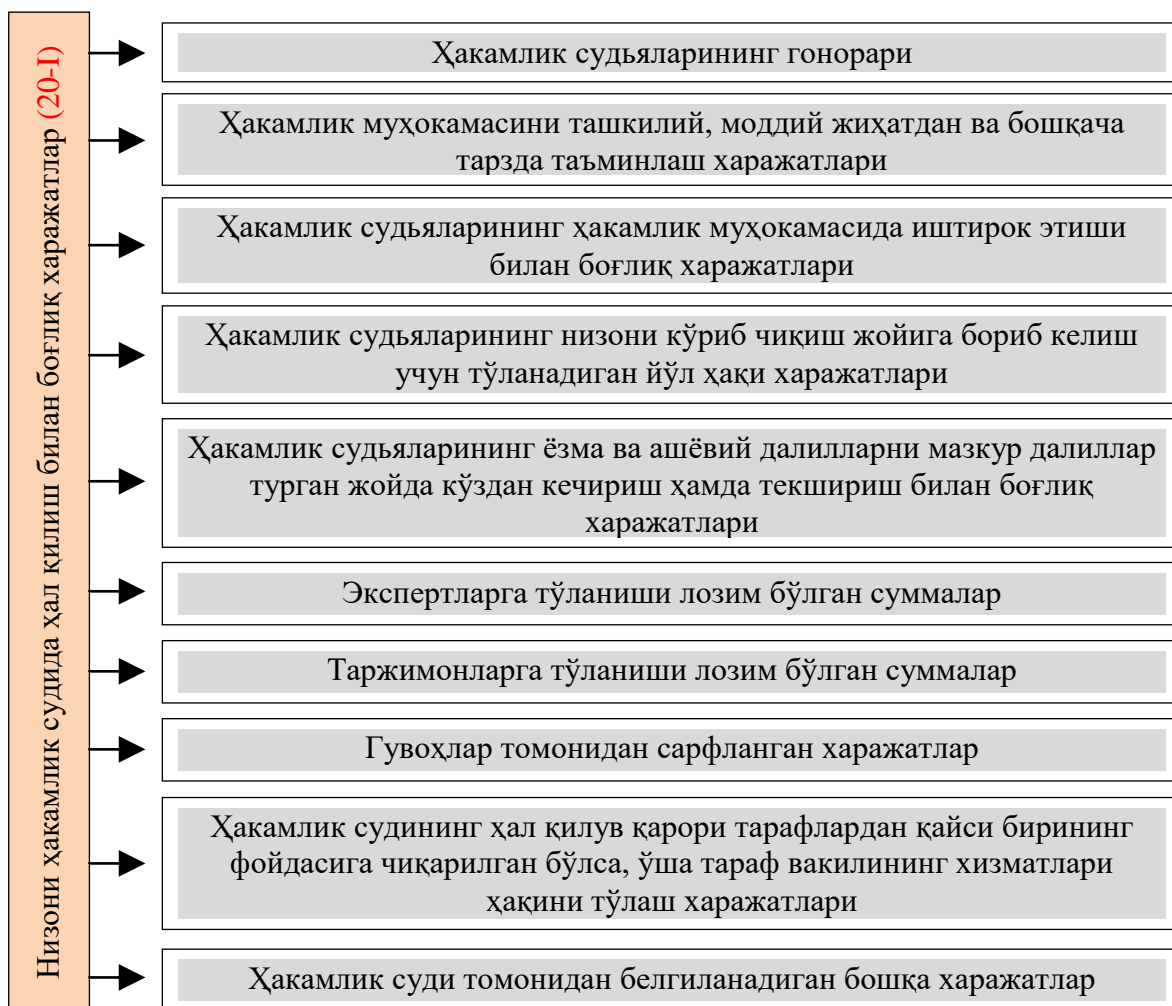 Низони ҳакамлик судида ҳал қилиш билан боғлиқ харажатлар (20-I)
Ҳакамлик судьяларининг гонорари
Ҳакамлик муҳокамасини ташкилий, моддий жиҳатдан ва бошқача
тарзда таъминлаш харажатлари
Ҳакамлик судьяларининг ҳакамлик муҳокамасида иштирок этиши
билан боғлиқ харажатлари
Ҳакамлик судьяларининг низони кўриб чиқиш жойига бориб келиш
учун тўланадиган йўл ҳақи харажатлари
Ҳакамлик судьяларининг ёзма ва ашёвий далилларни мазкур далиллар
турган жойда кўздан кечириш ҳамда текшириш билан боғлиқ
харажатлари
Экспертларга тўланиши лозим бўлган суммалар
Таржимонларга тўланиши лозим бўлган суммалар
Гувоҳлар томонидан сарфланган харажатлар
Ҳакамлик судининг ҳал қилув қарори тарафлардан қайси бирининг
фойдасига чиқарилган бўлса, ўша тараф вакилининг хизматлари
ҳақини тўлаш харажатлари
Ҳакамлик суди томонидан белгиланадиган бошқа харажатлар